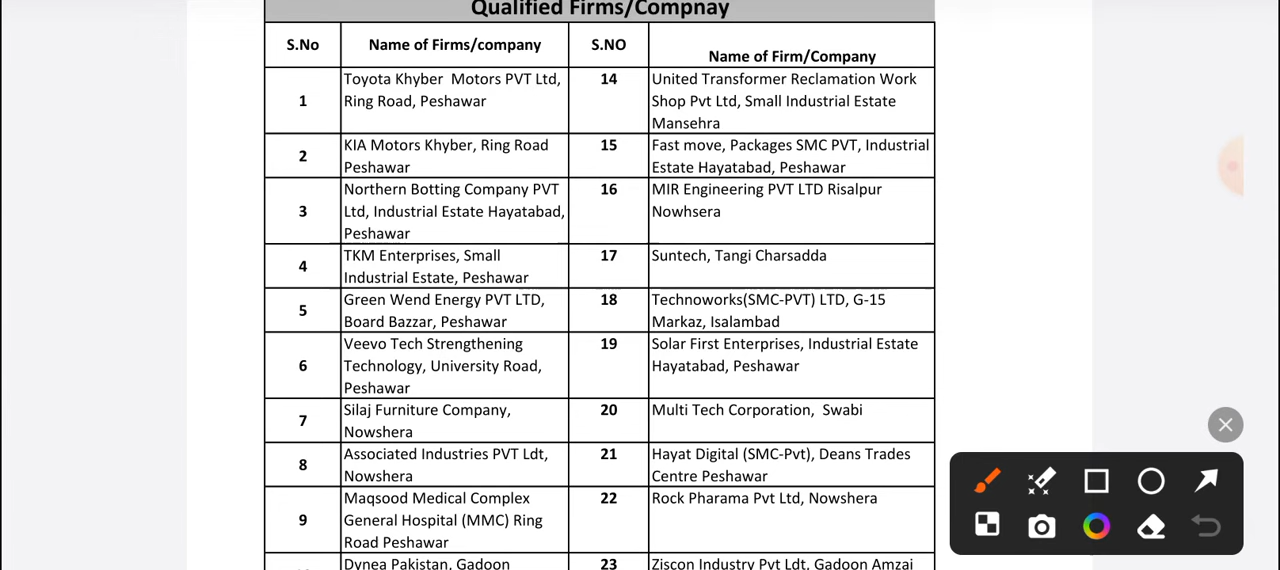 Qualified Firms/Compnay
S.No Name of Firms/company S.NO Name of Firm/Company
1 Toyota Khyber Motors PVT Ltd,
Ring Road, Peshawar
14 United Transformer Reclamation Work
Shop Pvt Ltd, Small Industrial Estate
Mansehra
2 KIA Motors Khyber, Ring Road
Peshawar
15 Fast move, Packages SMC PVT, Industrial
Estate Hayatabad, Peshawar
3 Northern Botting Company PVT
Ltd, Industrial Estate Hayatabad,
Peshawar
16 MIR Engineering PVT LTD Risalpur
Nowhsera
4 TKM Enterprises, Small
Industrial Estate, Peshawar
17 Suntech, Tangi Charsadda
5 Green Wend Energy PVT LTD,
Board Bazzar, Peshawar
18 Technoworks(SMC-PVT) LTD, G-15
Markaz, Isalambad
6 Veevo Tech Strengthening
Technology, University Road,
Peshawar
19 Solar First Enterprises, Industrial Estate
Hayatabad, Peshawar
7 Silaj Furniture Company,
Nowshera
20 Multi Tech Corporation, Swabi
8 Associated Industries PVT Ldt,
Nowshera
21 Hayat Digital (SMC-Pvt), Deans Trades
Centre Peshawar
9 Maqsood Medical Complex
General Hospital (MMC) Ring
Road Peshawar
22 Rock Pharama Pvt Ltd, Nowshera
Dynea Pakistan, Gadoon
23 Ziscon Industry Pvt Ldt, Gadoon Amzai